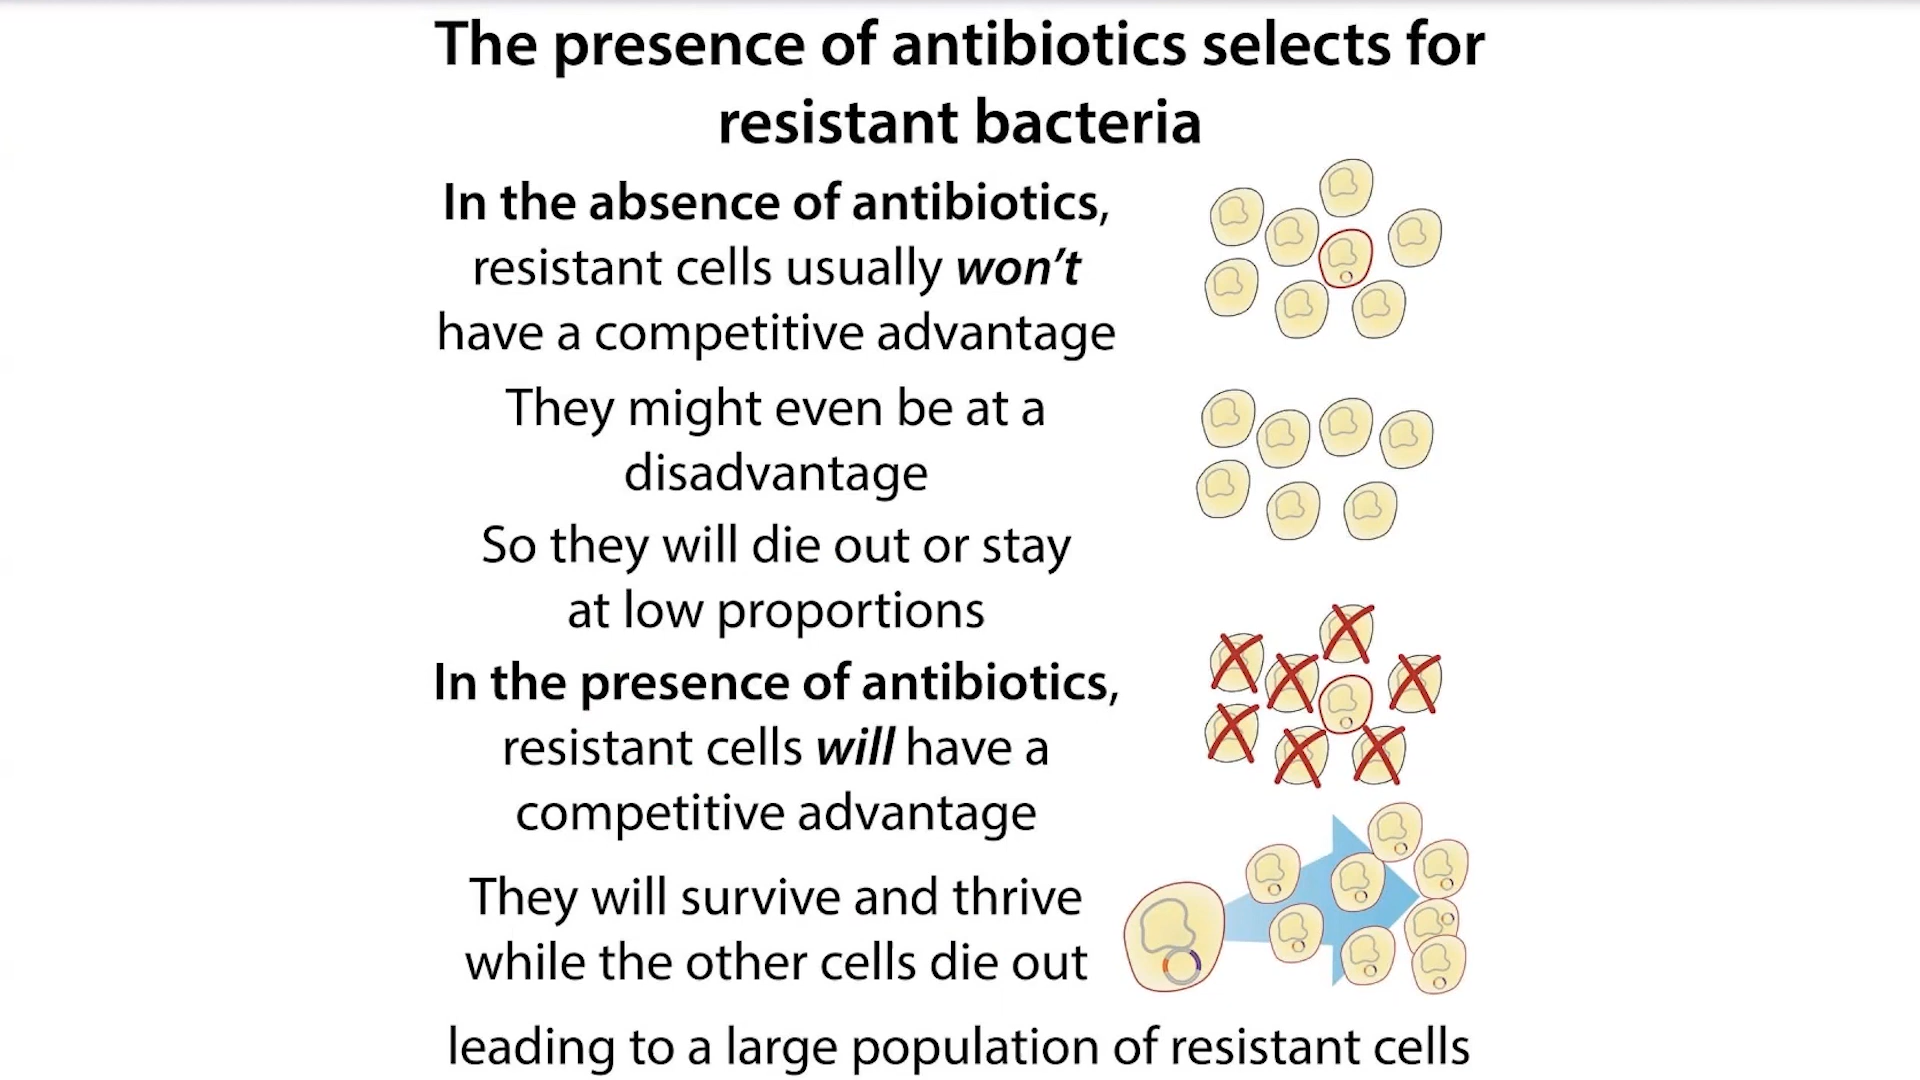 The presence of antibiotics selects for
resistant bacteria
In the absence of antibiotics,
resistant cells usually won't
have a competitive advantage
They might even be at a
disadvantage
So they will die out or stay
at low proportions
In the presence of antibiotics,
resistant cells will have a
competitive advantage
They will survive and thrive
while the other cells die out
leading to a large population of resistant cells